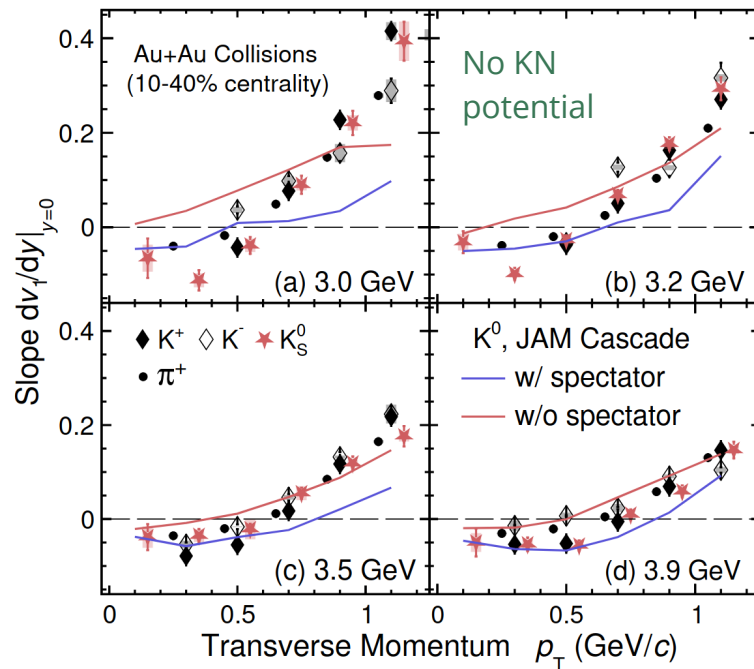 Au+Au Collisions
(10-40% centrality)
No KN
potential
0.4
0.2
0
(a) 3.0 GeV
(b) 3.2 GeV
Slope dv₁/dy|y=0
0.4
0.2
0
K⁺ K⁻ K⁰S
π⁺
K⁰, JAM Cascade
w/ spectator
w/o spectator
(c) 3.5 GeV
(d) 3.9 GeV
0 0.5 1
0 0.5 1
Transverse Momentum pT (GeV/c)